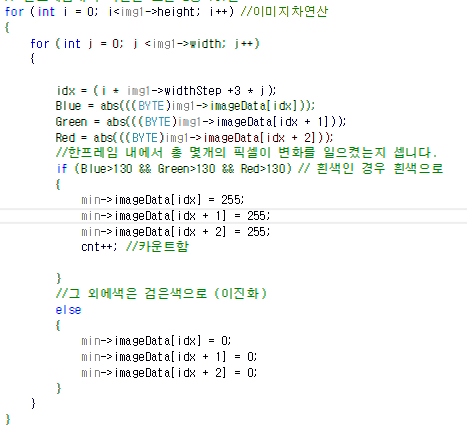 for (int i = 0; i<img1->height; i++) //이미지차연산
{
for (int j = 0; j <img1->width; j++)
{
idx = (i * img1->widthStep +3 * j);
Blue = abs(((BYTE)img1->imageData[idx]));
Green = abs(((BYTE)img1->imageData[idx + 1]));
Red = abs(((BYTE)img1->imageData[idx + 2]));
//한프레임 내에서 총 몇개의 픽셀이 변화를 일으켰는지 셉니다.
if (Blue>130 && Green>130 && Red>130) // 흰색인 경우 흰색으로
{
min->imageData[idx] = 255;
min->imageData[idx + 1] = 255;
min->imageData[idx + 2] = 255;
cnt++; //카운트함
}
//그 외에색은 검은색으로 (이진화)
else
{
min->imageData[idx] = 0;
min->imageData[idx + 1] = 0;
min->imageData[idx + 2] = 0;
}
}
}